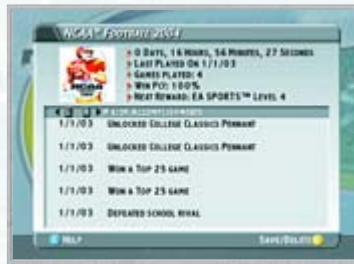 NCAA® Football 2004
0 Days, 16 Hours, 56 Minutes, 27 Seconds
Last Played On 1/1/03
Games played: 4
Win Pct: 100%
Next Reward: EA SPORTS™ Level 4
Major Accomplishments
1/1/03 Unlocked College Classics Pennant
1/1/03 Unlocked College Classics Pennant
1/1/03 Won a Top 25 game
1/1/03 Won a Top 25 game
1/1/03 Defeated school rival
Help Save/Delete